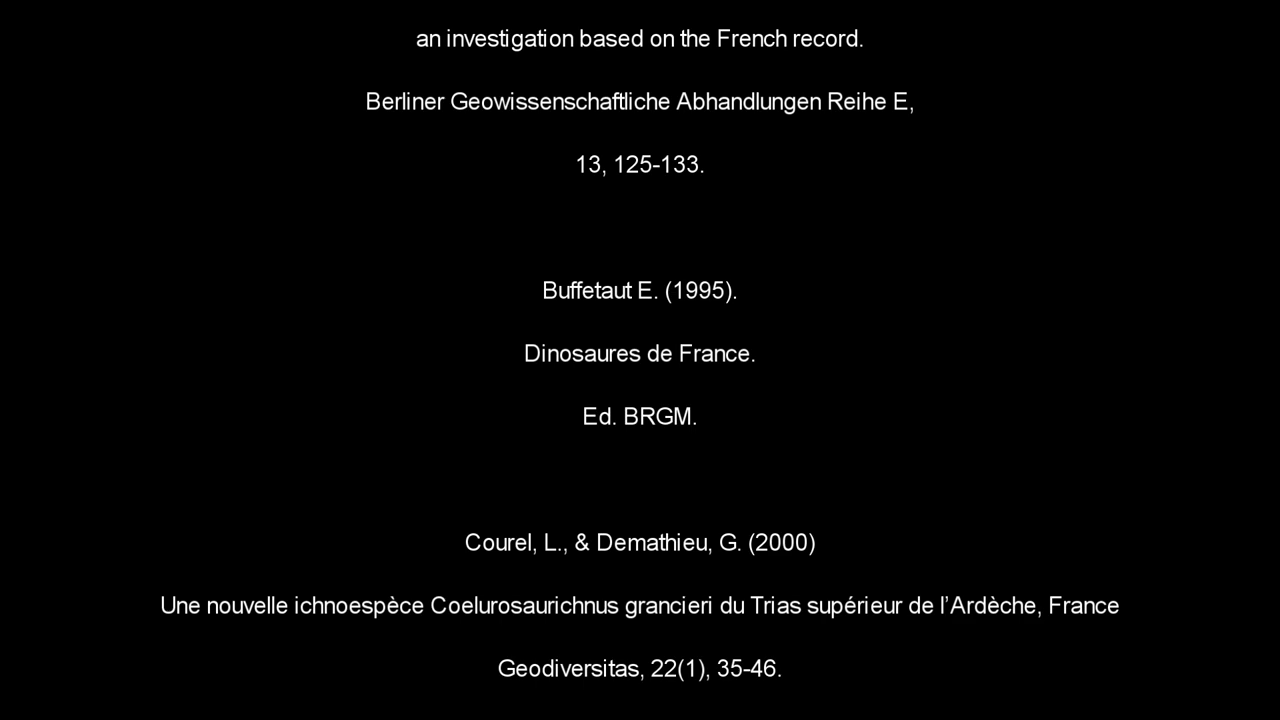 an investigation based on the French record.
Berliner Geowissenschaftliche Abhandlungen Reihe E,
13, 125-133.
Buffetaut E. (1995).
Dinosaures de France.
Ed. BRGM.
Courel, L., & Demathieu, G. (2000)
Une nouvelle ichnoespèce Coelurosaurichnus grancieri du Trias supérieur de l’Ardèche, France
Geodiversitas, 22(1), 35-46.